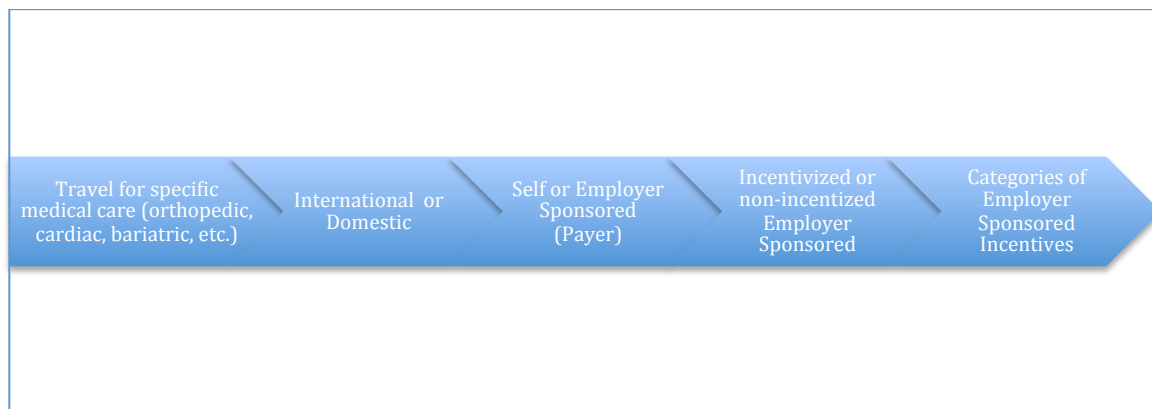 Travel for specific
medical care (orthopedic,
cardiac, bariatric, etc.)
International or
Domestic
Self or Employer
Sponsored
(Payer)
Incentivized or
non-incentized
Employer
Sponsored
Categories of
Employer
Sponsored
Incentives